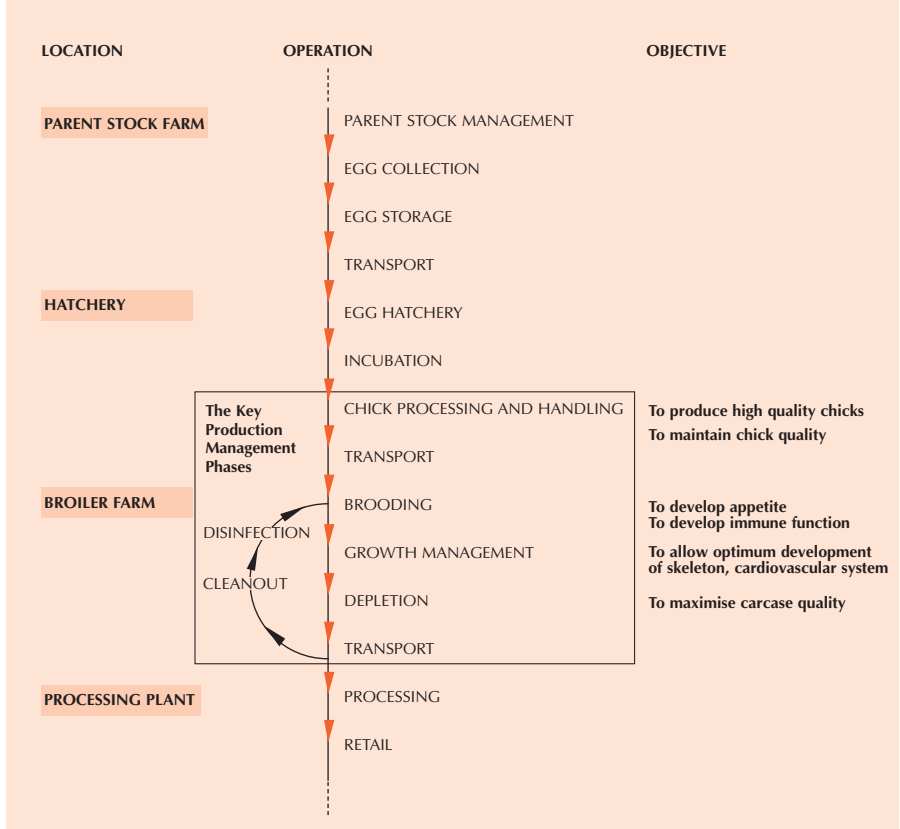 LOCATION
OPERATION
OBJECTIVE
PARENT STOCK FARM
PARENT STOCK MANAGEMENT
EGG COLLECTION
EGG STORAGE
TRANSPORT
HATCHERY
EGG HATCHERY
INCUBATION
The Key
Production
Management
Phases
CHICK PROCESSING AND HANDLING
To produce high quality chicks
To maintain chick quality
TRANSPORT
BROILER FARM
BROODING
To develop appetite
To develop immune function
DISINFECTION
GROWTH MANAGEMENT
To allow optimum development
of skeleton, cardiovascular system
CLEANOUT
DEPLETION
To maximise carcase quality
TRANSPORT
PROCESSING PLANT
PROCESSING
RETAIL